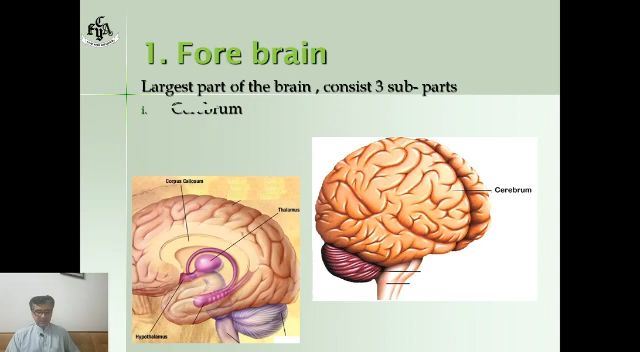 1. Fore brain
Largest part of the brain , consist 3 sub- parts
i. Cerebrum
Corpus Callosum
Thalamus
Cerebrum
Hypothalamus